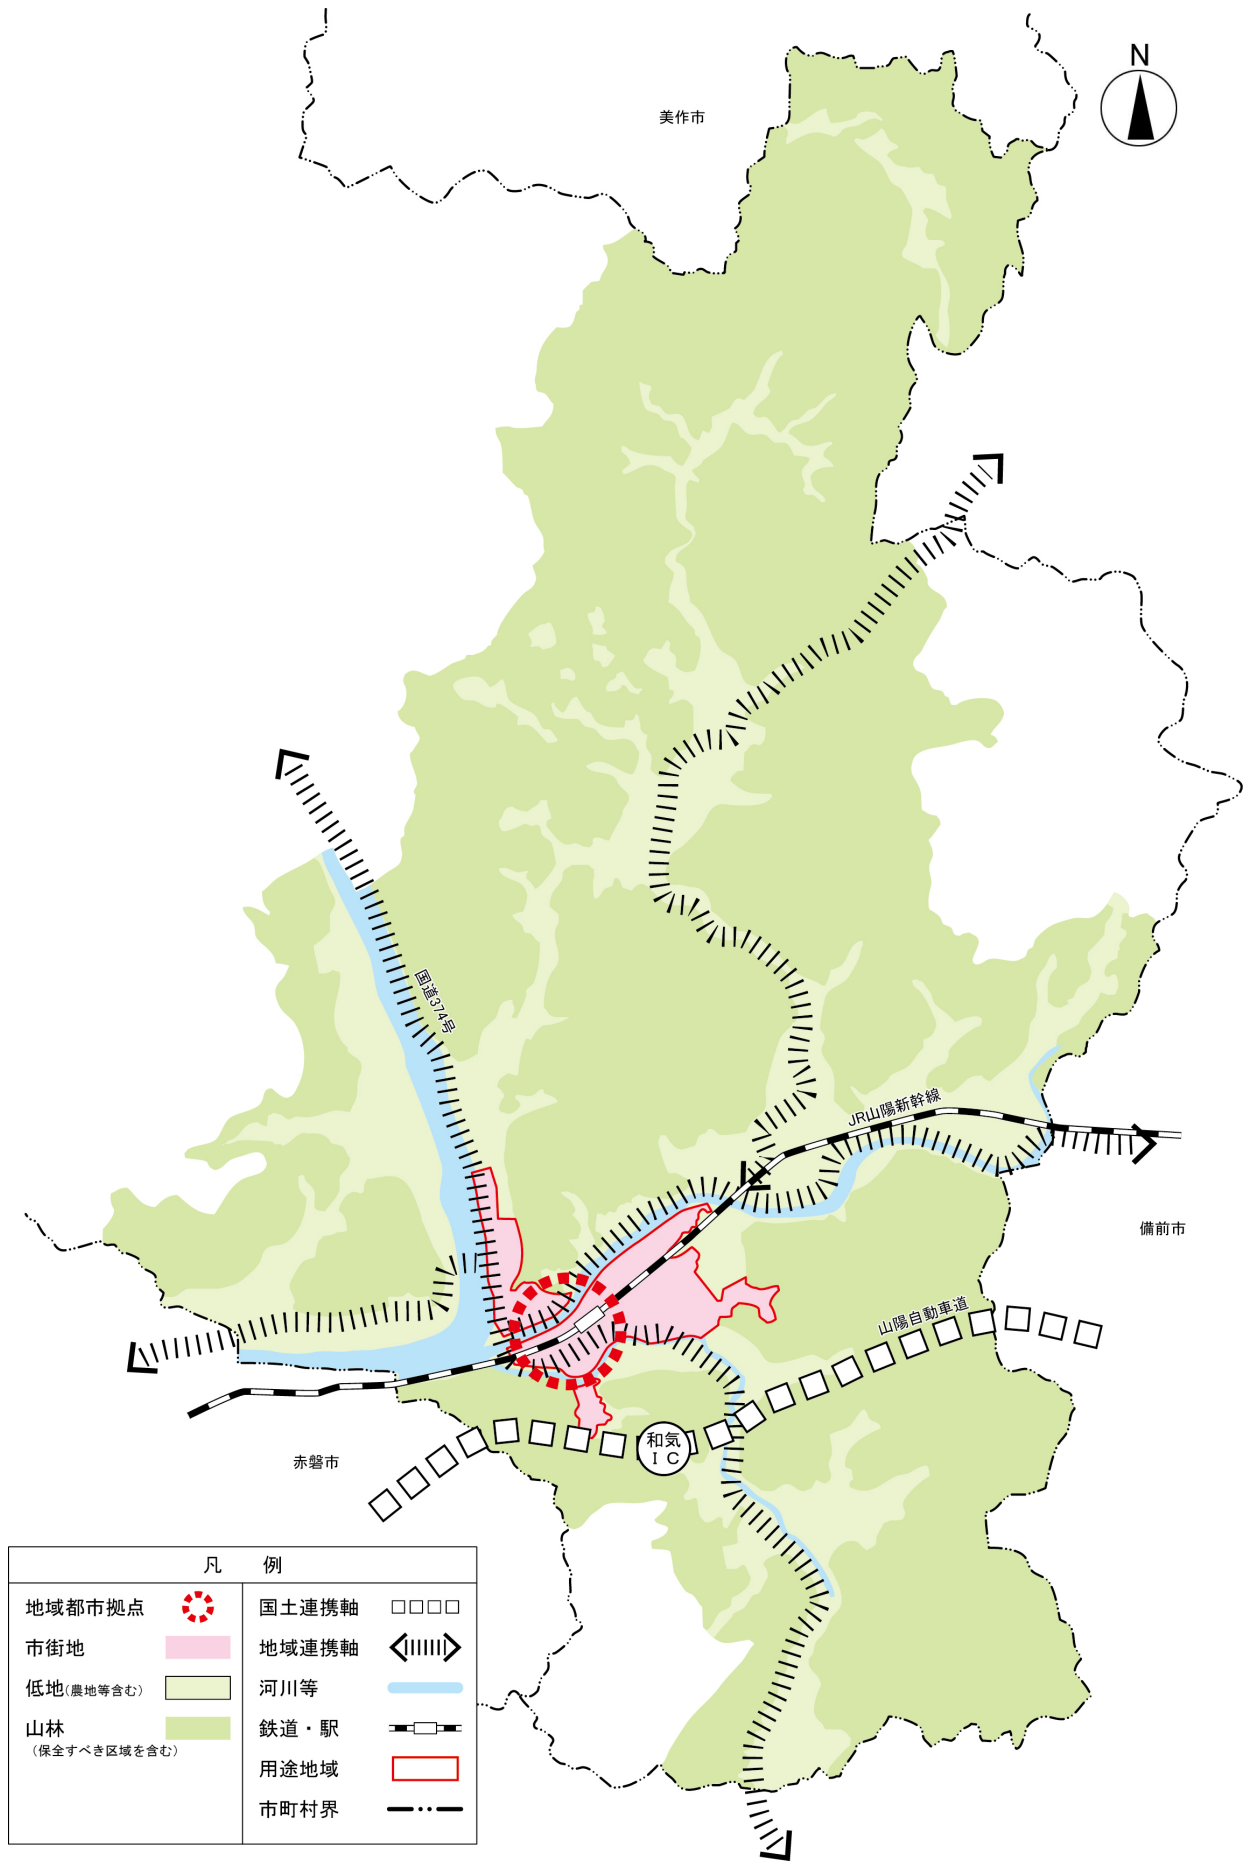 N
美作市
国道374号
JR山陽新幹線
備前市
山陽自動車道
和気
IC
赤磐市
凡 例
地域都市拠点
市街地
低地(農地等含む)
山林
(保全すべき区域を含む)
国土連携軸
地域連携軸
河川等
鉄道・駅
用途地域
市町村界